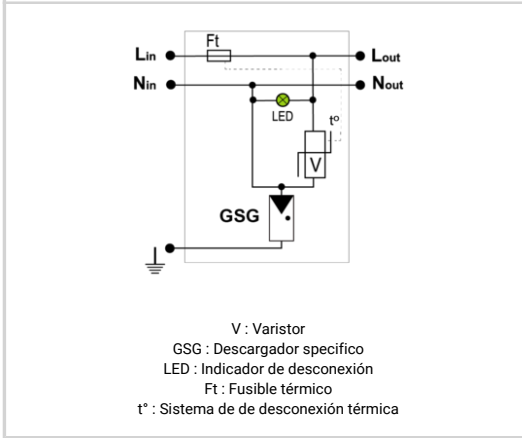 Ft
Lin
Lout
Nin
Nout
LED
t°
V
GSG
V : Varistor
GSG : Descargador specifico
LED : Indicador de desconexión
Ft : Fusible térmico
t° : Sistema de de desconexión térmica